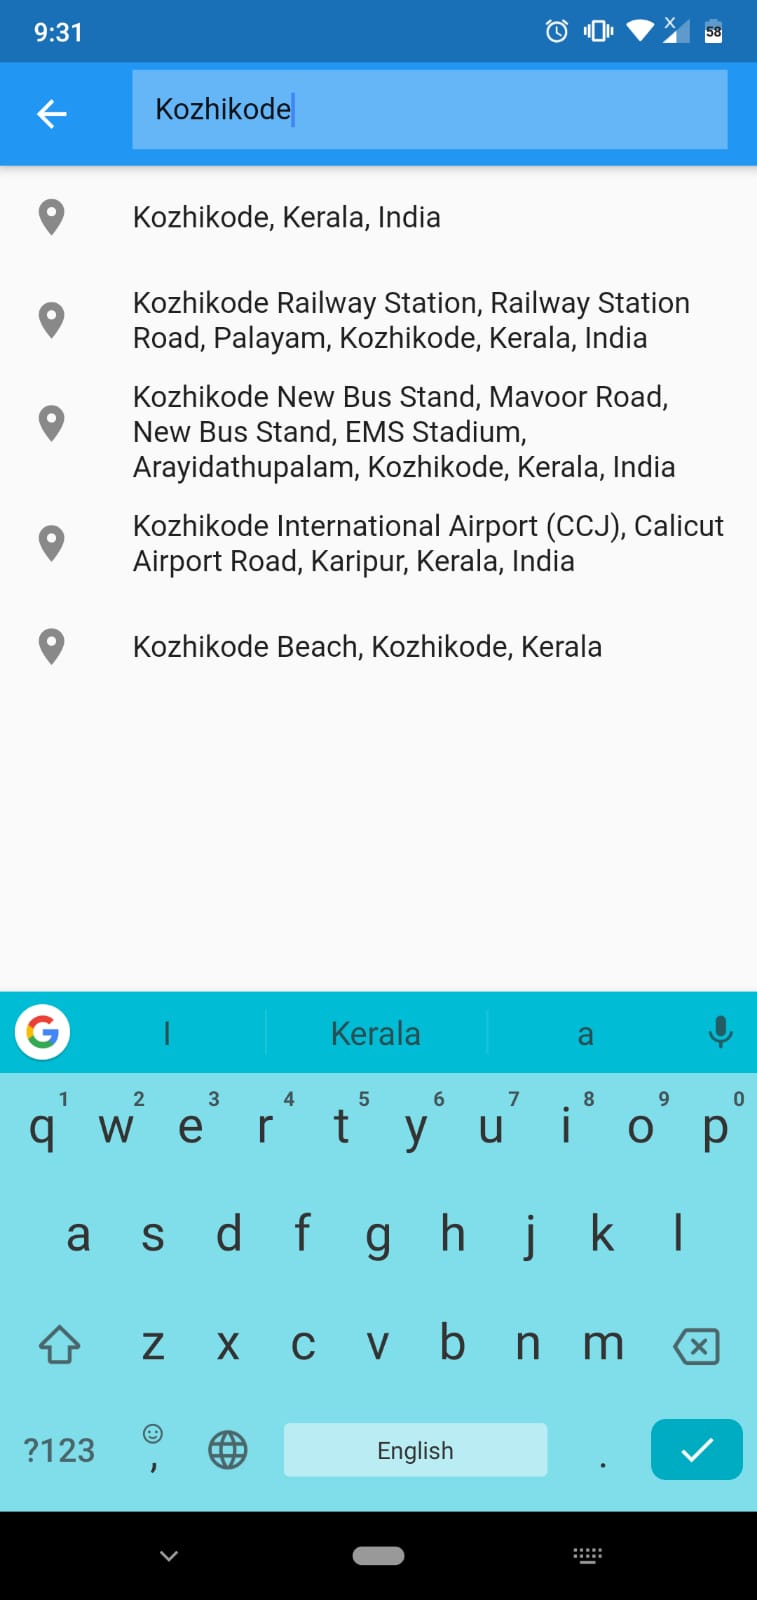 9:31
58
Kozhikode
Kozhikode, Kerala, India
Kozhikode Railway Station, Railway Station
Road, Palayam, Kozhikode, Kerala, India
Kozhikode New Bus Stand, Mavoor Road,
New Bus Stand, EMS Stadium,
Arayidathupalam, Kozhikode, Kerala, India
Kozhikode International Airport (CCJ), Calicut
Airport Road, Karipur, Kerala, India
Kozhikode Beach, Kozhikode, Kerala
G I Kerala a
1 2 3 4 5 6 7 8 9 0
q w e r t y u i o p
a s d f g h j k l
z x c v b n m
?123 , English .